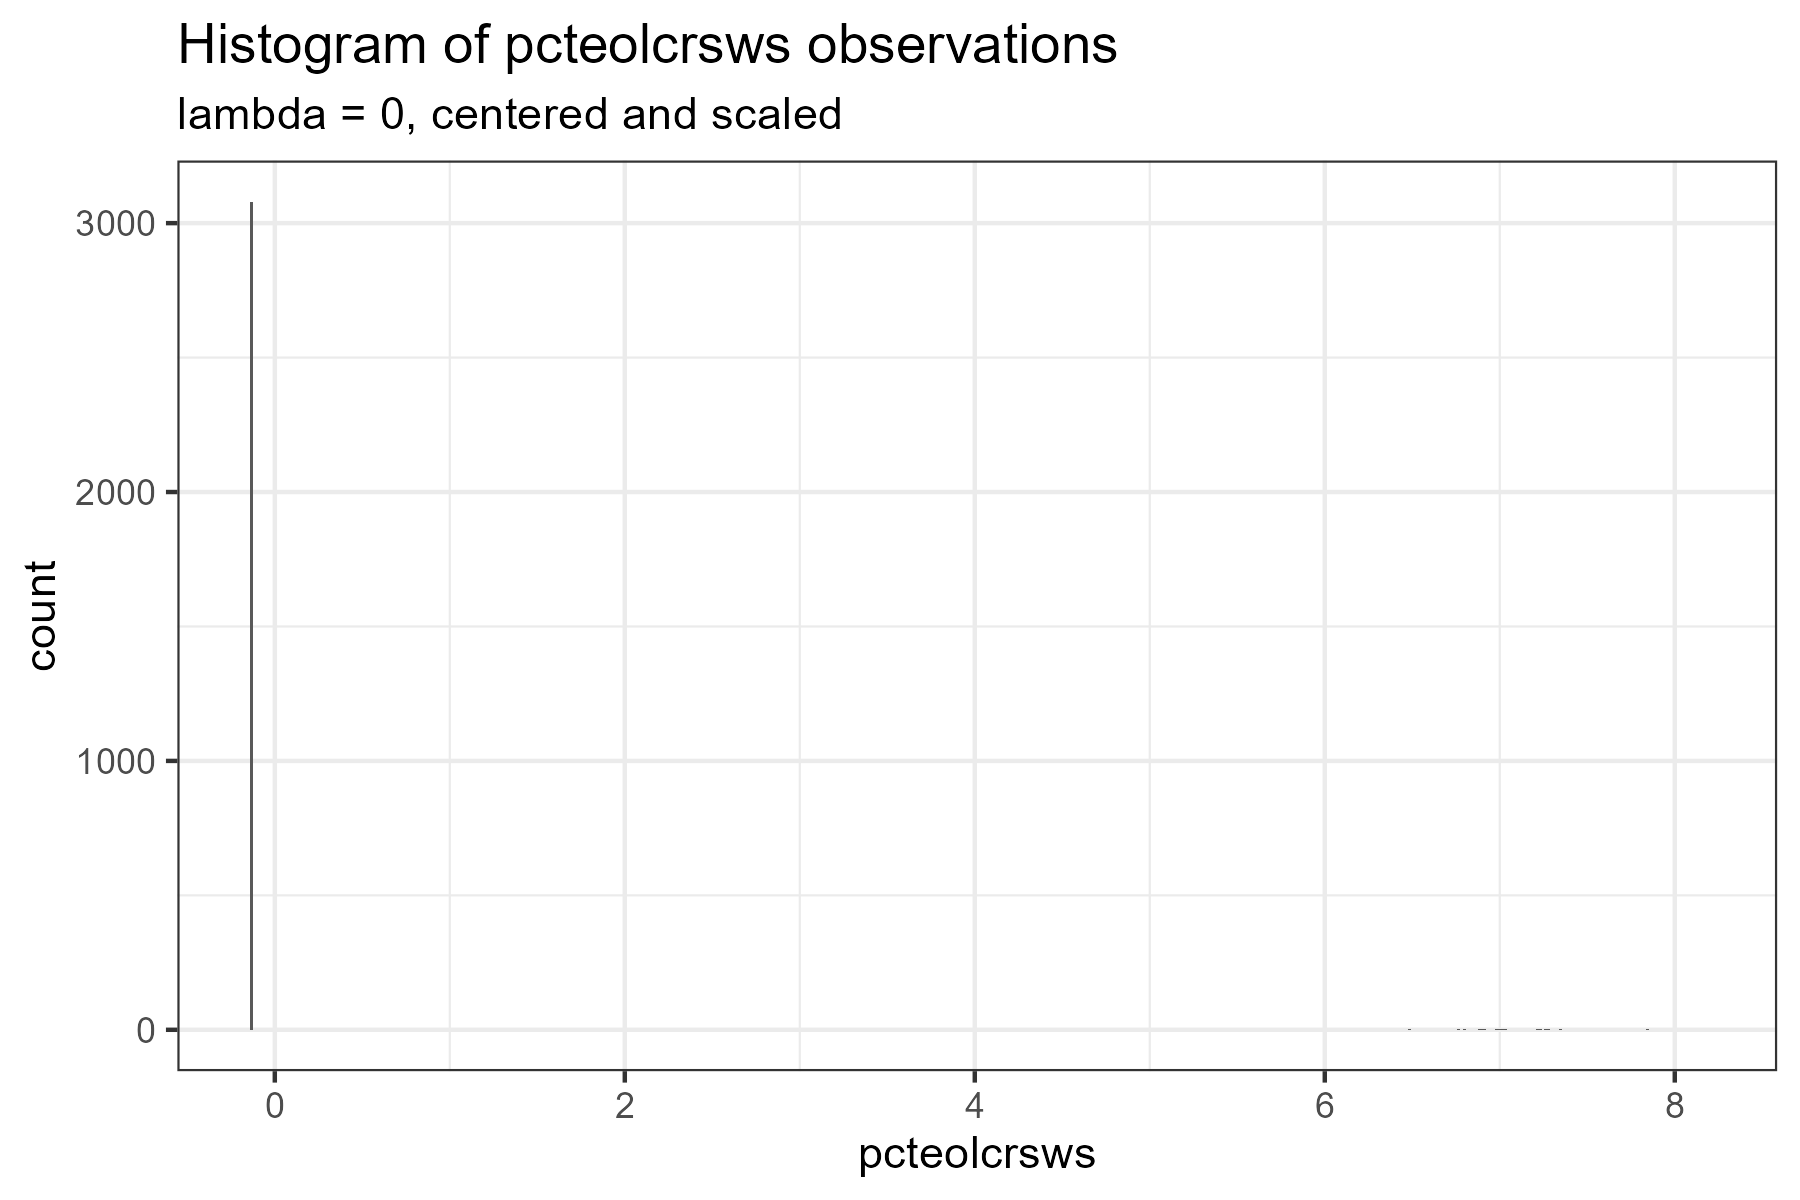 Histogram of pcteolcrsws observations
lambda = 0, centered and scaled
3000
2000
1000
0
count
0 2 4 6 8
pcteolcrsws